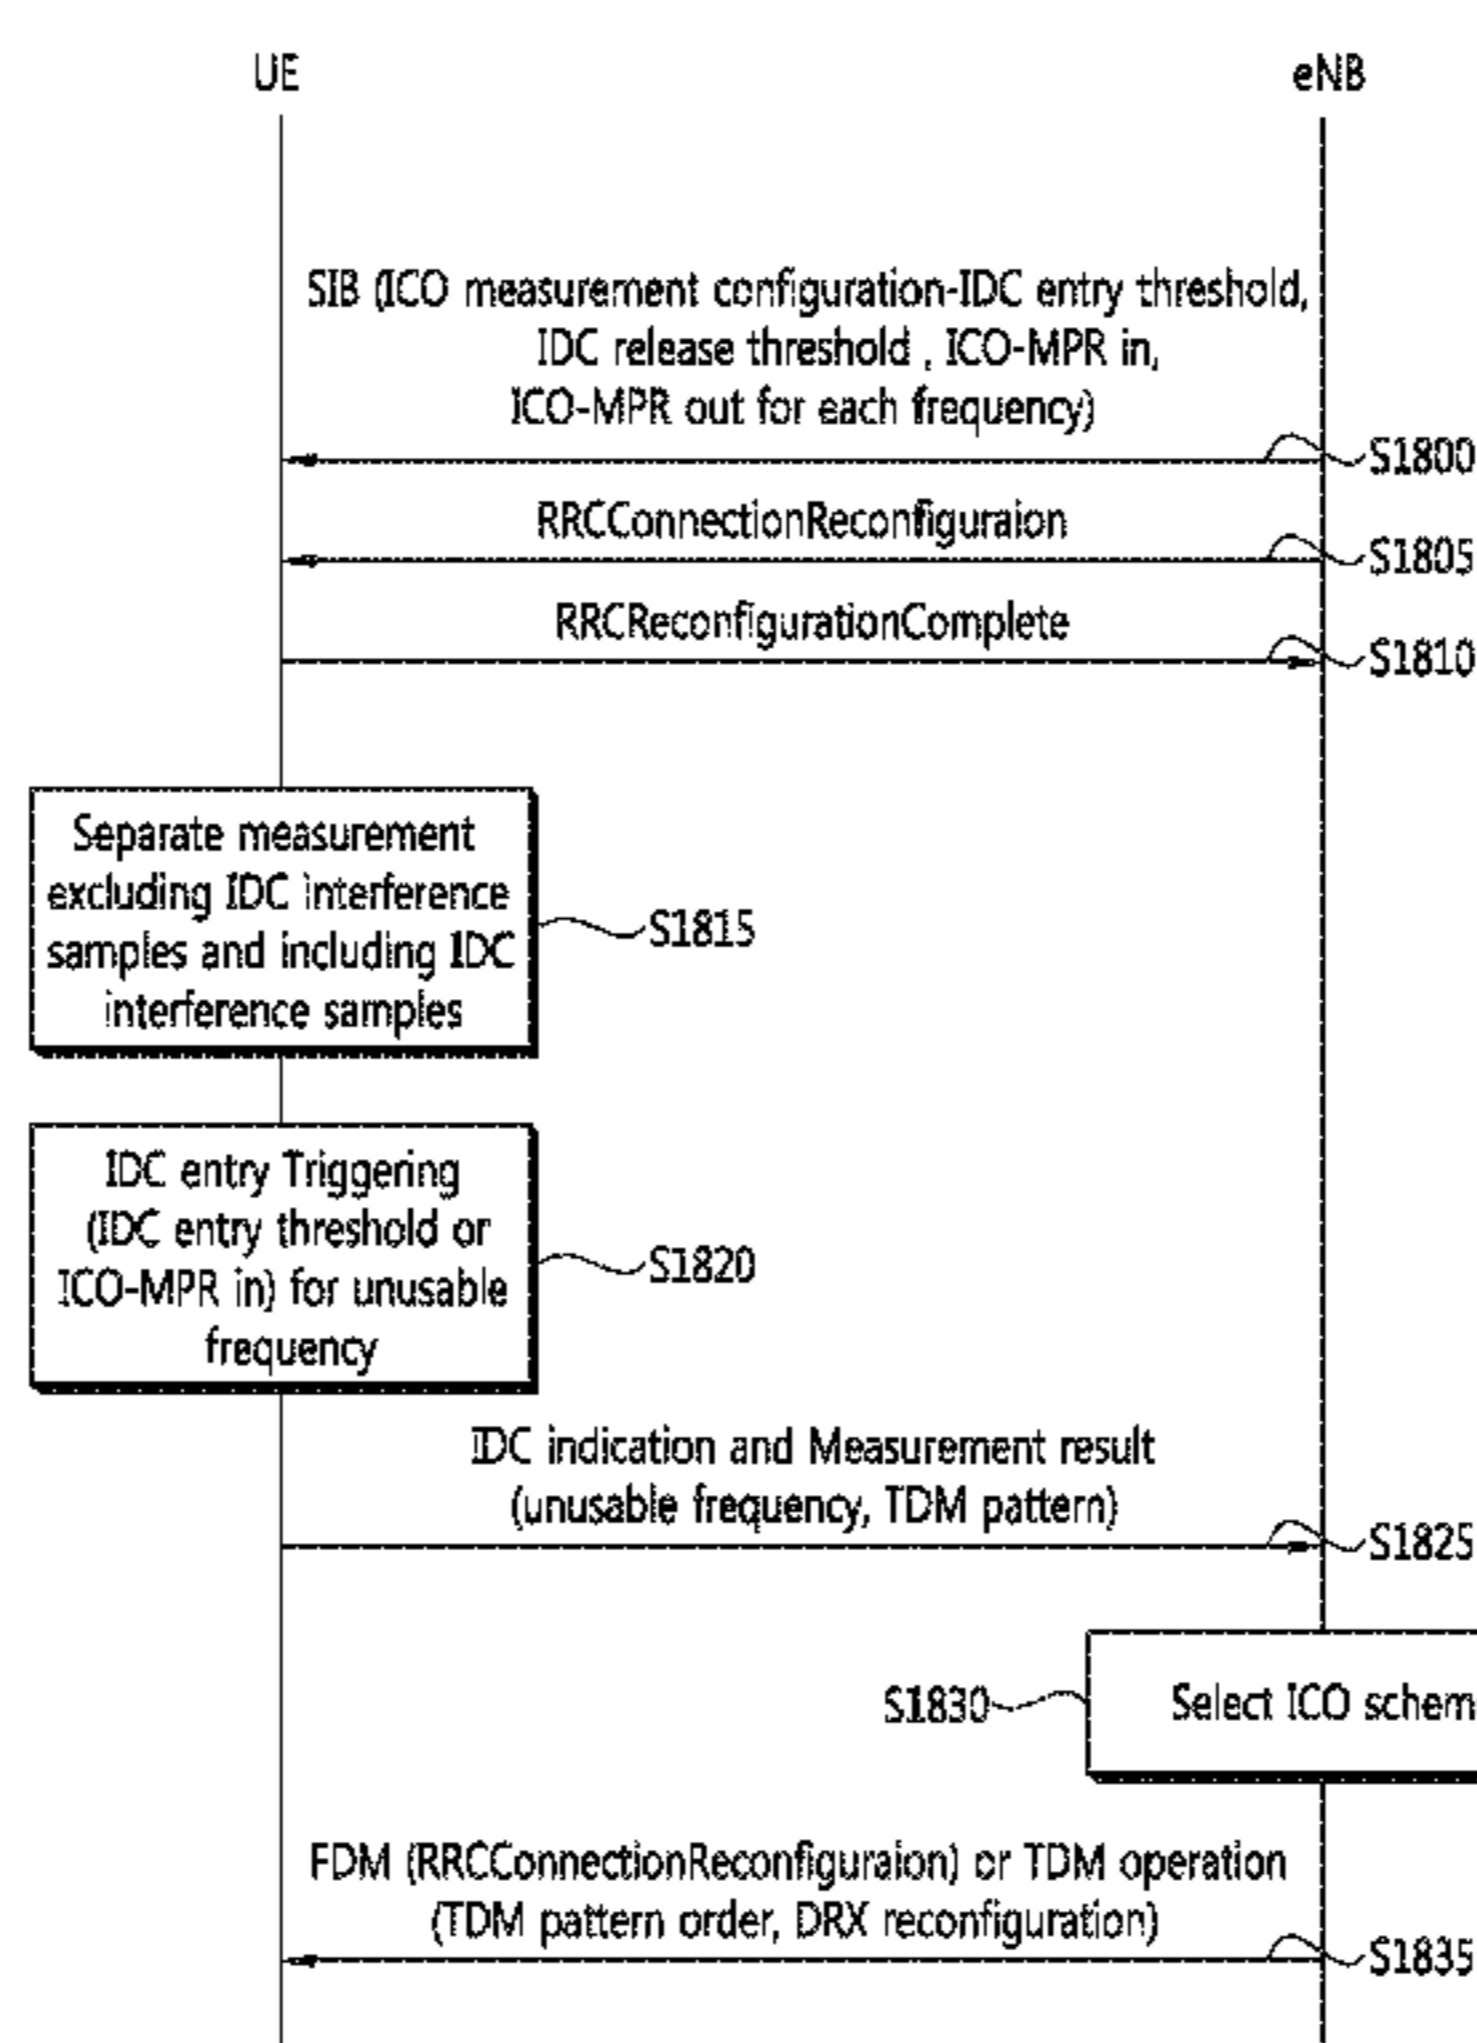 UE
eNB
SIB (ICO measurement configuration-IDC entry threshold,
IDC release threshold , ICO-MPR in,
ICO-MPR out for each frequency)
S1800
RRCConnectionReconfiguraion
S1805
RRCReconfigurationComplete
S1810
Separate measurement
excluding IDC interference
samples and including IDC
interference samples
S1815
IDC entry Triggering
(IDC entry threshold or
ICO-MPR in) for unusable
frequency
S1820
IDC indication and Measurement result
(unusable frequency, TDM pattern)
S1825
S1830
Select ICO schem
FDM (RRCConnectionReconfiguraion) or TDM operation
(TDM pattern order, DRX reconfiguration)
S1835